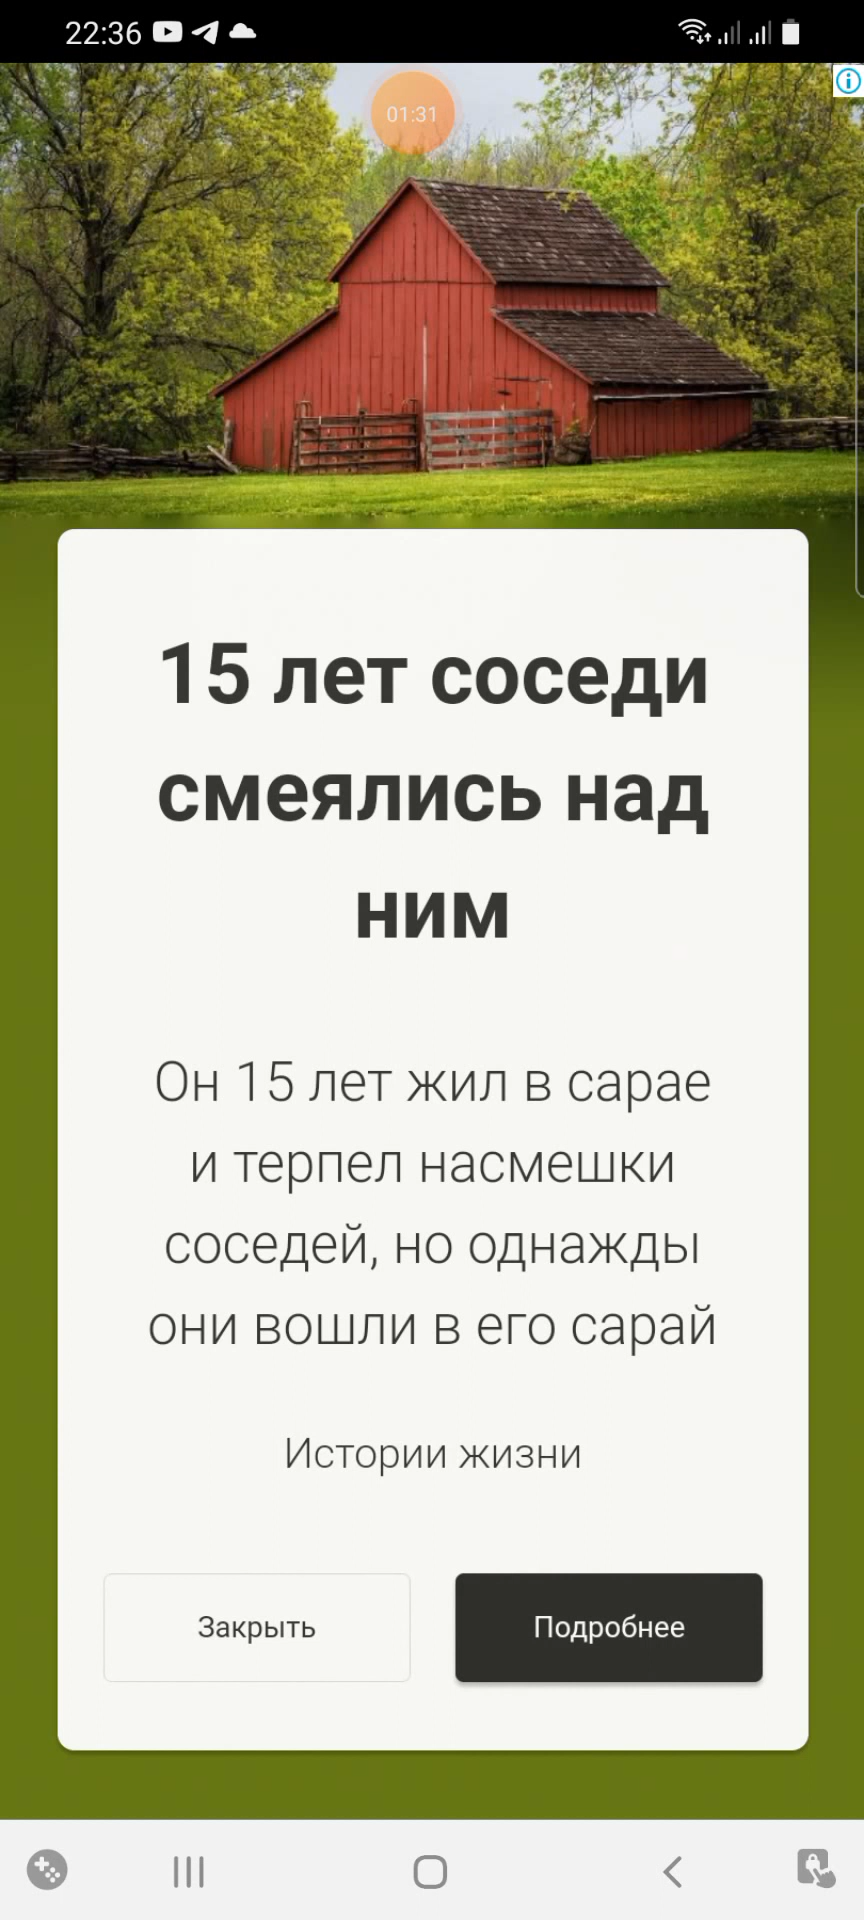 22:36
01:31
15 лет соседи
смеялись над
ним
Он 15 лет жил в сарае
и терпел насмешки
соседей, но однажды
они вошли в его сарай
Истории жизни
Закрыть
Подробнее